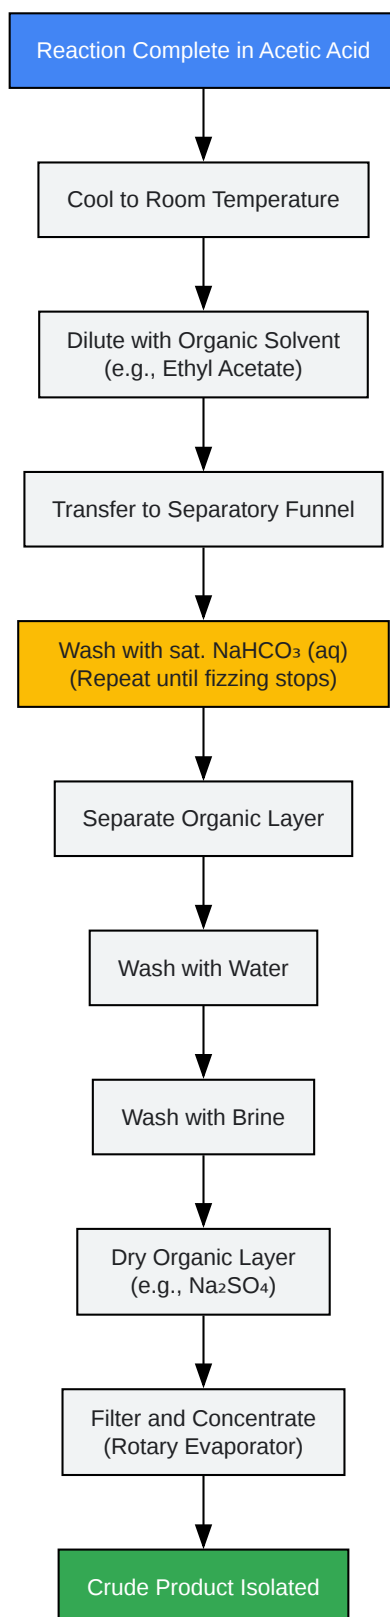 Reaction Complete in Acetic Acid
Cool to Room Temperature
Dilute with Organic Solvent
(e.g., Ethyl Acetate)
Transfer to Separatory Funnel
Wash with sat. NaHCO₃ (aq)
(Repeat until fizzing stops)
Separate Organic Layer
Wash with Water
Wash with Brine
Dry Organic Layer
(e.g., Na₂SO₄)
Filter and Concentrate
(Rotary Evaporator)
Crude Product Isolated